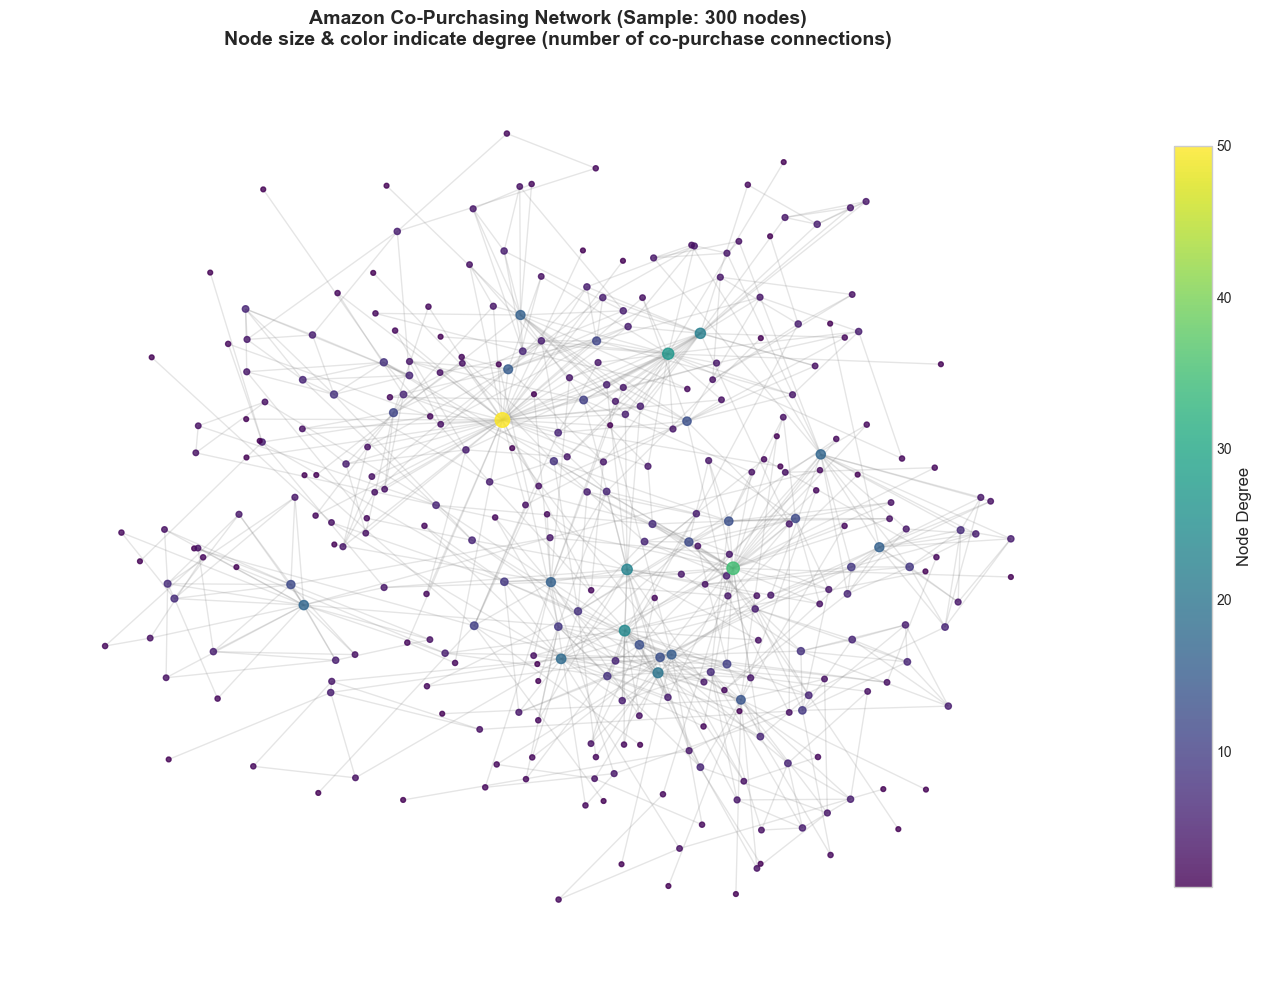 Amazon Co-Purchasing Network (Sample: 300 nodes)
Node size & color indicate degree (number of co-purchase connections)
50
40
30
20
10
Node Degree